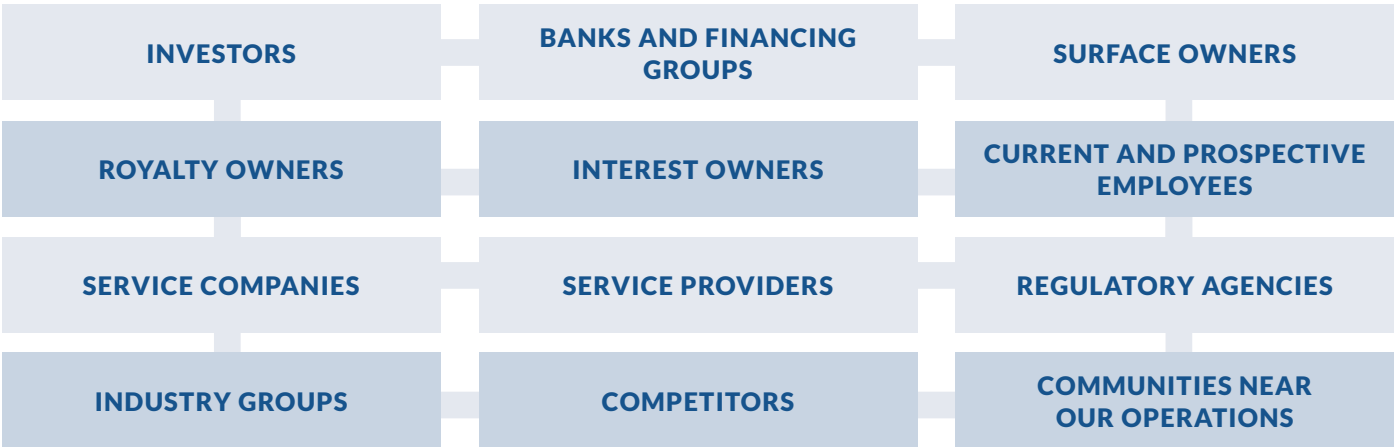 INVESTORS
BANKS AND FINANCING
GROUPS
SURFACE OWNERS
ROYALTY OWNERS
INTEREST OWNERS
CURRENT AND PROSPECTIVE
EMPLOYEES
SERVICE COMPANIES
SERVICE PROVIDERS
REGULATORY AGENCIES
INDUSTRY GROUPS
COMPETITORS
COMMUNITIES NEAR
OUR OPERATIONS